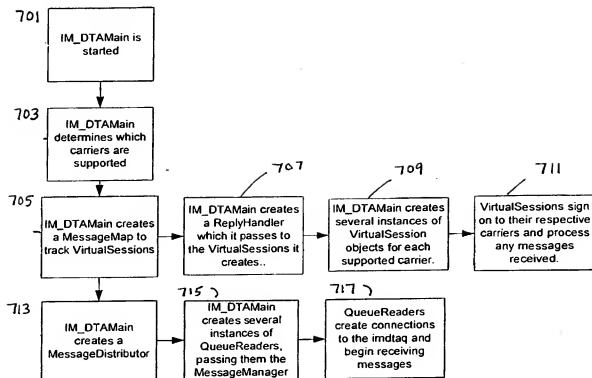 701
IM_DTAMain is
started
703
IM_DTAMain
determines which
carriers are
supported
705
IM_DTAMain creates
a MessageMap to
track VirtualSessions
707
IM_DTAMain creates
a ReplyHandler
which it passes to
the VirtualSessions it
creates..
709
IM_DTAMain creates
several instances of
VirtualSession
objects for each
supported carrier.
711
VirtualSessions sign
on to their respective
carriers and process
any messages
received.
713
IM_DTAMain
creates a
MessageDistributor
715
IM_DTAMain
creates several
instances of
QueueReaders,
passing them the
MessageManager
717
QueueReaders
create connections
to the imdtaq and
begin receiving
messages